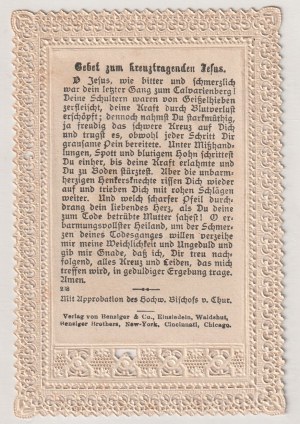 Gebet zum kreuztragenden Jesus.
O Jesus, wie bitter und schmerzlich
war dein letzter Gang zum Calvarienberg!
Deine Schultern waren von Geißelhieben
zerfleischt, deine Kraft durch Blutverlust
erschöpft; dennoch nahmst Du starkmüthig,
ja freudig das schwere Kreuz auf Dich
und trugst es, obwohl jeder Schritt Dir
grausame Pein bereitete. Unter Mißhand-
lungen, Spott und blutigem Hohn schrittest
Du einher, bis deine Kraft erlahmte und
Du zu Boden stürztest. Aber die unbarm-
herzigen Henkersknechte rissen Dich wieder
auf und trieben Dich mit rohen Schlägen
weiter. Und welch scharfer Pfeil durch-
drang dein liebendes Herz, als Du deine
zum Tode betrübte Mutter sahest! O er-
barmungsvollster Heiland, um der Schmer-
zen deines Todesganges willen verzeihe
mir meine Weichlichkeit und Ungeduld und
gib mir Gnade, daß ich, Dir treu nach-
folgend, alles Kreuz und Leiden, das mich
treffen wird, in geduldiger Ergebung trage.
Amen.
Mit Approbation des Hochw. Bischofs v. Chur.
Verlag von Benziger & Co., Einsiedeln, Waldshut,
Benziger Brothers, New-York, Cincinnati, Chicago.